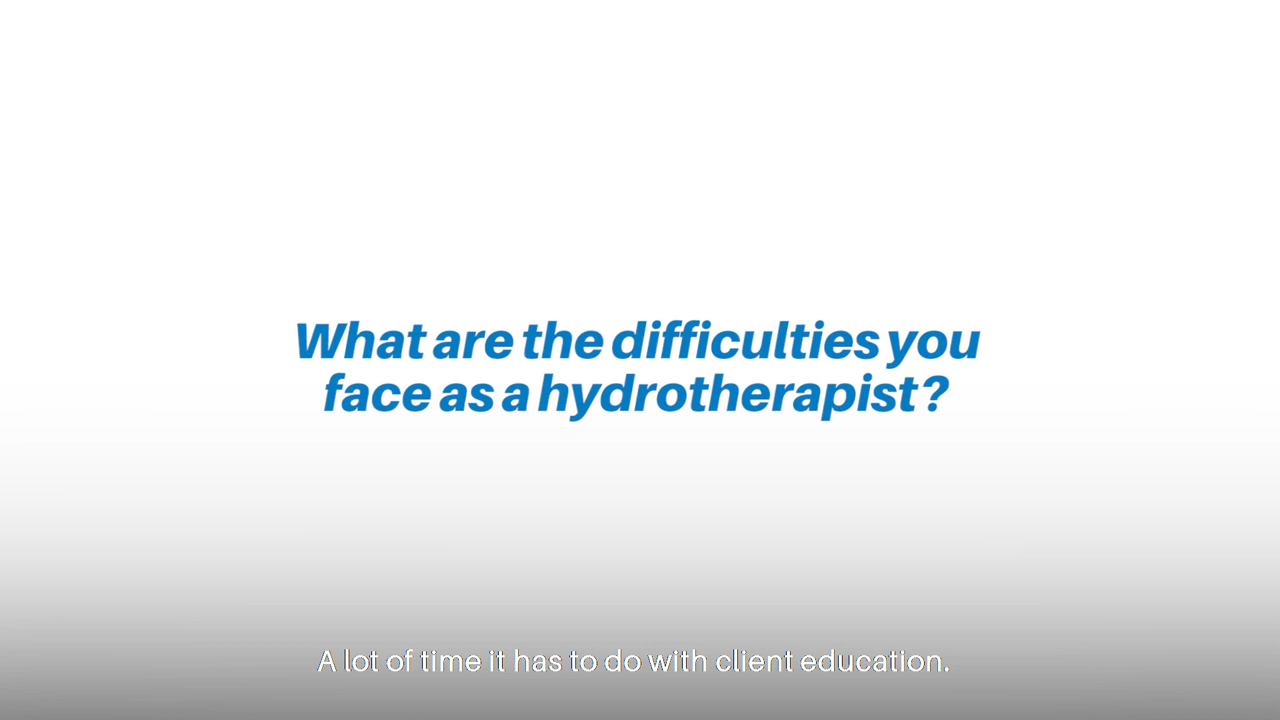 What are the difficulties you
face as a hydrotherapist?
A lot of time it has to do with client education.